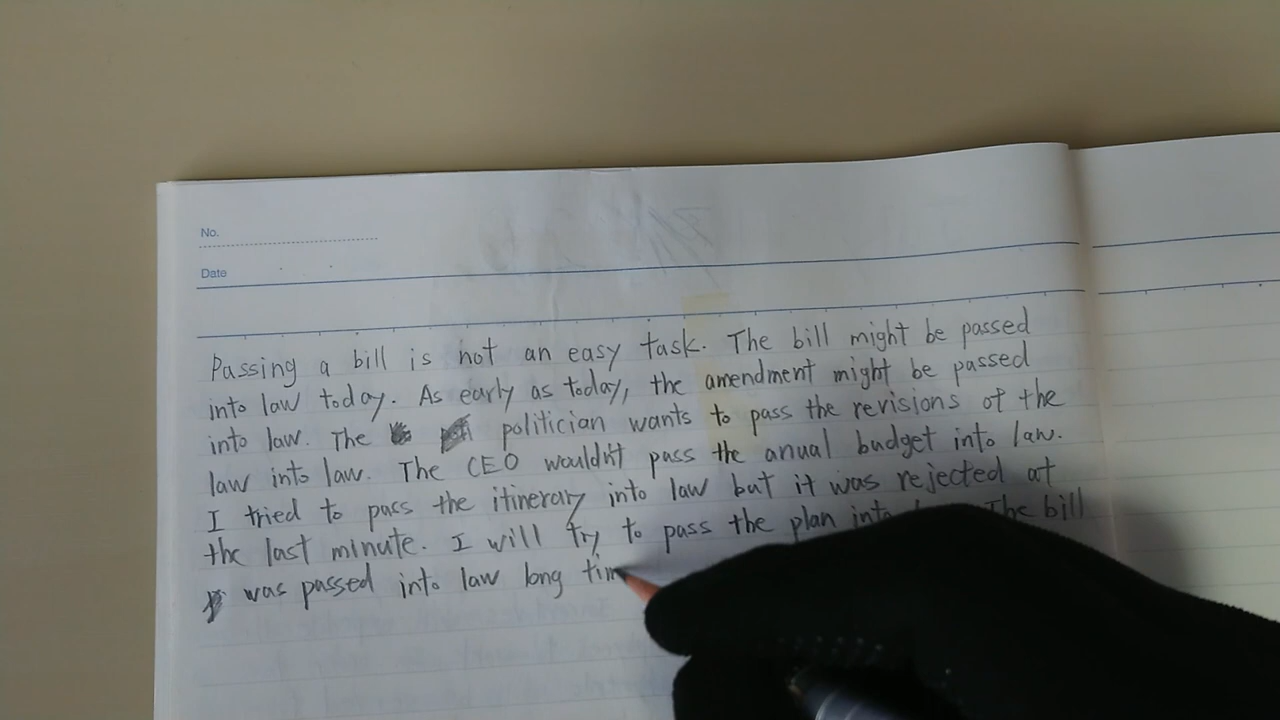 No.
Date
Passing a bill is not an easy task. The bill might be passed
into law today. As early as today, the amendment might be passed
into law. The politician wants to pass the revisions of the
law into law. The CEO wouldn't pass the anual budget into law.
I tried to pass the itinerary into law but it was rejected at
the last minute. I will try to pass the plan into The bill
was passed into law long tim